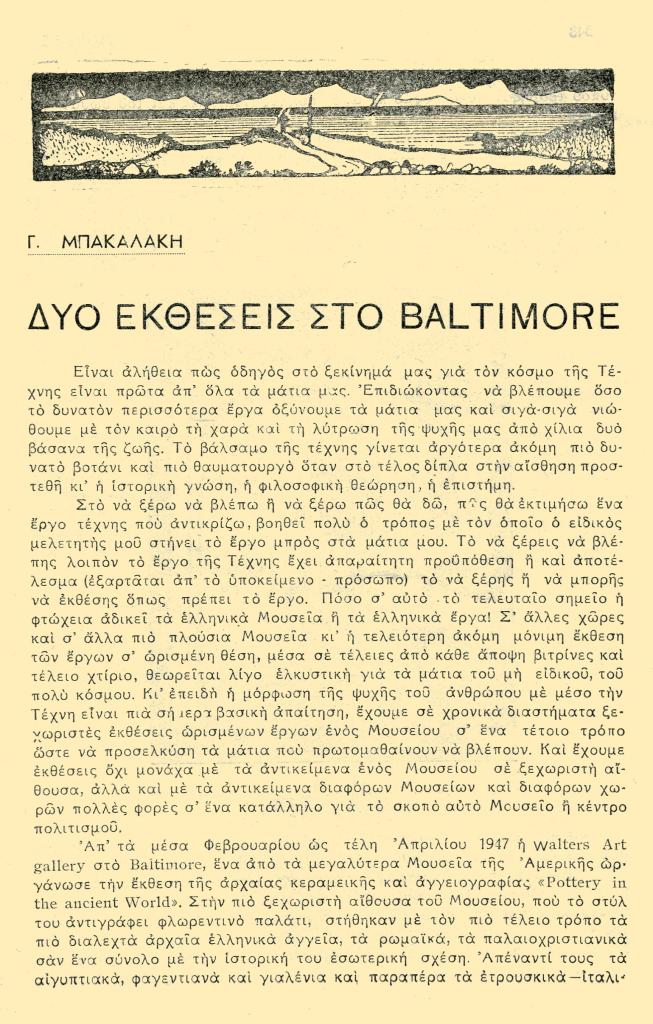 Γ. ΜΠΑΚΑΛΑΚΗ
ΔΥΟ ΕΚΘΕΣΕΙΣ ΣΤΟ BALTIMORE
Εἶναι ἀλήθεια πὼς ὁδηγὸς στὸ ξεκίνημά μας γιὰ τὸν κόσμο τῆς Τέ-
χνης εἶναι πρῶτα ἀπ' ὅλα τὰ μάτια μας. Ἐπιδιώκοντας νὰ βλέπουμε ὅσο
τὸ δυνατὸν περισσότερα ἔργα ὀξύνουμε τὰ μάτια μας καὶ σιγὰ-σιγὰ νιώ-
θουμε μὲ τὸν καιρὸ τὴ χαρὰ καὶ τὴ λύτρωση τῆς ψυχῆς μας ἀπὸ χίλια δυὸ
βάσανα τῆς ζωῆς. Τὸ βάλσαμο τῆς τέχνης γίνεται ἀργότερα ἀκόμη πιὸ δυ-
νατὸ βοτάνι καὶ πιὸ θαυματουργὸ ὅταν στὸ τέλος δίπλα στὴν αἴσθηση προσ-
τεθῆ κι' ἡ ἱστορικὴ γνώση, ἡ φιλοσοφικὴ θεώρηση, ἡ ἐπιστήμη.
Στὸ νὰ ξέρω νὰ βλέπω ἢ νὰ ξέρω πῶς θὰ δῶ, πῶς θὰ ἐκτιμήσω ἕνα
ἔργο τέχνης ποὺ ἀντικρίζω, βοηθεῖ πολὺ ὁ τρόπος μὲ τὸν ὁποῖο ὁ εἰδικὸς
μελετητὴς μοῦ στήνει τὸ ἔργο μπρὸς στὰ μάτια μου. Τὸ νὰ ξέρεις νὰ βλέ-
πης λοιπὸν τὸ ἔργο τῆς Τέχνης ἔχει ἀπαραίτητη προϋπόθεση ἢ καὶ ἀποτέ-
λεσμα (ἐξαρτᾶται ἀπ' τὸ ὑποκείμενο - πρόσωπο) τὸ νὰ ξέρης ἢ νὰ μπορῆς
νὰ ἐκθέσης ὅπως πρέπει τὸ ἔργο. Πόσο σ' αὐτὸ τὸ τελευταῖο σημεῖο ἡ
φτώχεια ἀδικεῖ τὰ ἑλληνικὰ Μουσεῖα ἢ τὰ ἑλληνικὰ ἔργα! Σ' ἄλλες χῶρες
καὶ σ' ἄλλα πιὸ πλούσια Μουσεῖα κι' ἡ τελειότερη ἀκόμη μόνιμη ἔκθεση
τῶν ἔργων σ' ὡρισμένη θέση, μέσα σὲ τέλειες ἀπὸ κάθε ἄποψη βιτρίνες καὶ
τέλειο χτίριο, θεωρεῖται λίγο ἑλκυστικὴ γιὰ τὰ μάτια τοῦ μὴ εἰδικοῦ, τοῦ
πολὺ κόσμου. Κι' ἐπειδὴ ἡ μόρφωση τῆς ψυχῆς τοῦ ἀνθρώπου μὲ μέσο τὴν
Τέχνη εἶναι πιὰ σήμερα βασικὴ ἀπαίτηση, ἔχουμε σὲ χρονικὰ διαστήματα ξε-
χωριστὲς ἐκθέσεις ὡρισμένων ἔργων ἑνὸς Μουσείου σ' ἕνα τέτοιο τρόπο
ὥστε νὰ προσελκύση τὰ μάτια ποὺ πρωτομαθαίνουν νὰ βλέπουν. Καὶ ἔχουμε
ἐκθέσεις ὄχι μονάχα μὲ τὰ ἀντικείμενα ἑνὸς Μουσείου σὲ ξεχωριστὴ αἴ-
θουσα, ἀλλὰ καὶ μὲ τὰ ἀντικείμενα διαφόρων Μουσείων καὶ διαφόρων χω-
ρῶν πολλὲς φορὲς σ' ἕνα κατάλληλο γιὰ τὸ σκοπὸ αὐτὸ Μουσεῖο ἢ κέντρο
πολιτισμοῦ.
Ἀπ' τὰ μέσα Φεβρουαρίου ὡς τέλη Ἀπριλίου 1947 ἡ Walters Art
gallery στὸ Baltimore, ἕνα ἀπὸ τὰ μεγαλύτερα Μουσεῖα τῆς Ἀμερικῆς ὠρ-
γάνωσε τὴν ἔκθεση τῆς ἀρχαίας κεραμεικῆς καὶ ἀγγειογραφίας «Pottery in
the ancient World». Στὴν πιὸ ξεχωριστὴ αἴθουσα τοῦ Μουσείου, ποὺ τὸ στὺλ
του ἀντιγράφει φλωρεντινὸ παλάτι, στήθηκαν μὲ τὸν πιὸ τέλειο τρόπο τὰ
πιὸ διαλεχτὰ ἀρχαῖα ἑλληνικὰ ἀγγεῖα, τὰ ρωμαϊκά, τὰ παλαιοχριστιανικὰ
σὰν ἕνα σύνολο μὲ τὴν ἱστορική του ἐσωτερικὴ σχέση. Ἀπέναντί τους τὰ
αἰγυπτιακά, φαγεντιανὰ καὶ γιαλένια καὶ παραπέρα τὰ ἐτρουσκικὰ—ἰταλι-